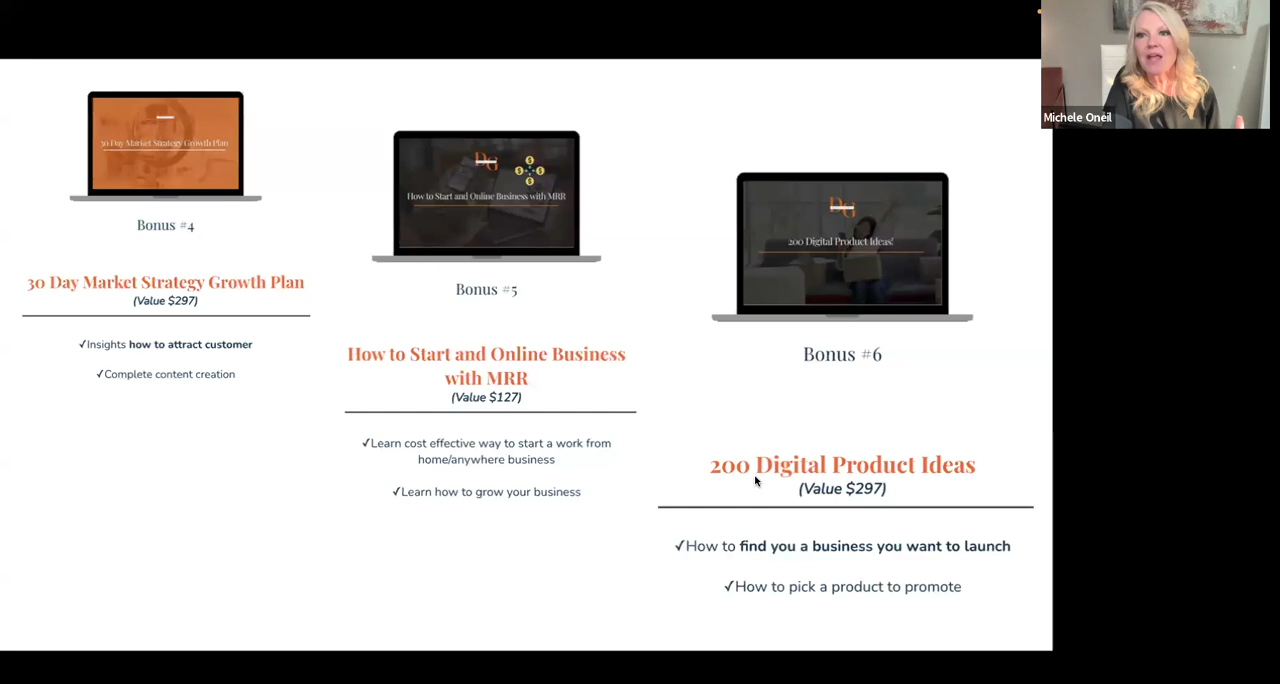 Michele Oneil
30 Day Market Strategy Growth Plan
Bonus #4
30 Day Market Strategy Growth Plan
(Value $297)
✓Insights how to attract customer
✓Complete content creation
DG
How to Start and Online Business with MRR
Bonus #5
How to Start and Online Business
with MRR
(Value $127)
✓Learn cost effective way to start a work from
home/anywhere business
✓Learn how to grow your business
DG
200 Digital Product Ideas!
Bonus #6
200 Digital Product Ideas
(Value $297)
✓How to find you a business you want to launch
✓How to pick a product to promote